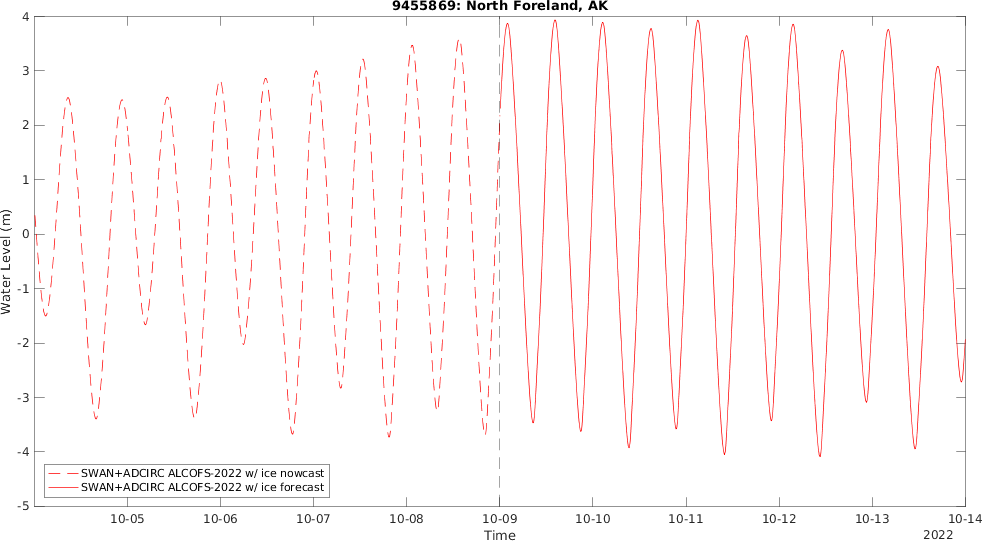 9455869: North Foreland, AK
Water Level (m)
4
3
2
1
0
-1
-2
-3
-4
-5
SWAN+ADCIRC ALCOFS-2022 w/ ice nowcast
SWAN+ADCIRC ALCOFS-2022 w/ ice forecast
10-05 10-06 10-07 10-08 10-09 10-10 10-11 10-12 10-13 10-14
Time
2022